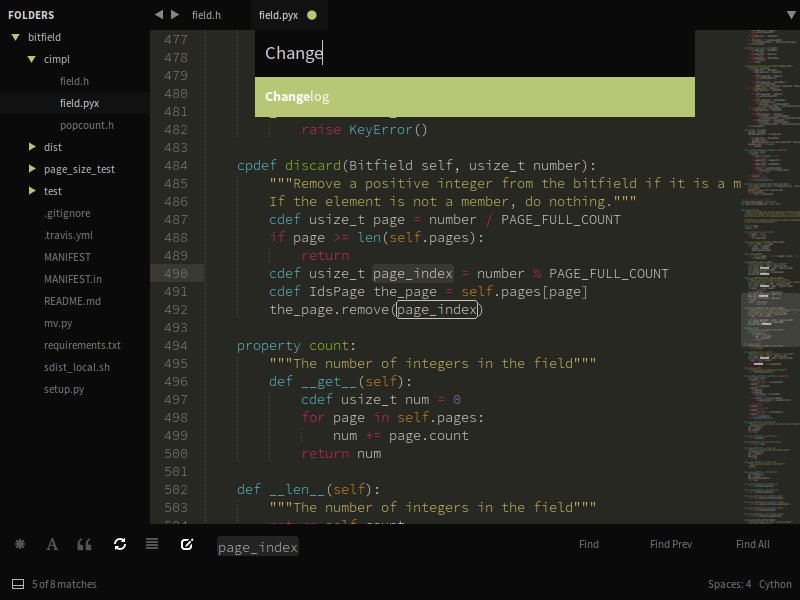 FOLDERS
bitfield
cimpl
field.h
field.pyx
popcount.h
dist
page_size_test
test
.gitignore
.travis.yml
MANIFEST
MANIFEST.in
README.md
mv.py
requirements.txt
sdist_local.sh
setup.py
field.h field.pyx
Change
Changelog
477
478
479
480
481
482 raise KeyError()
483
484 cpdef discard(Bitfield self, usize_t number):
485 """Remove a positive integer from the bitfield if it is a m
486 If the element is not a member, do nothing."""
487 cdef usize_t page = number / PAGE_FULL_COUNT
488 if page >= len(self.pages):
489 return
490 cdef usize_t page_index = number % PAGE_FULL_COUNT
491 cdef IdsPage the_page = self.pages[page]
492 the_page.remove(page_index)
493
494 property count:
495 """The number of integers in the field"""
496 def __get__(self):
497 cdef usize_t num = 0
498 for page in self.pages:
499 num += page.count
500 return num
501
502 def __len__(self):
503 """The number of integers in the field"""
504 return self.count
page_index
Find Find Prev Find All
5 of 8 matches Spaces: 4 Cython